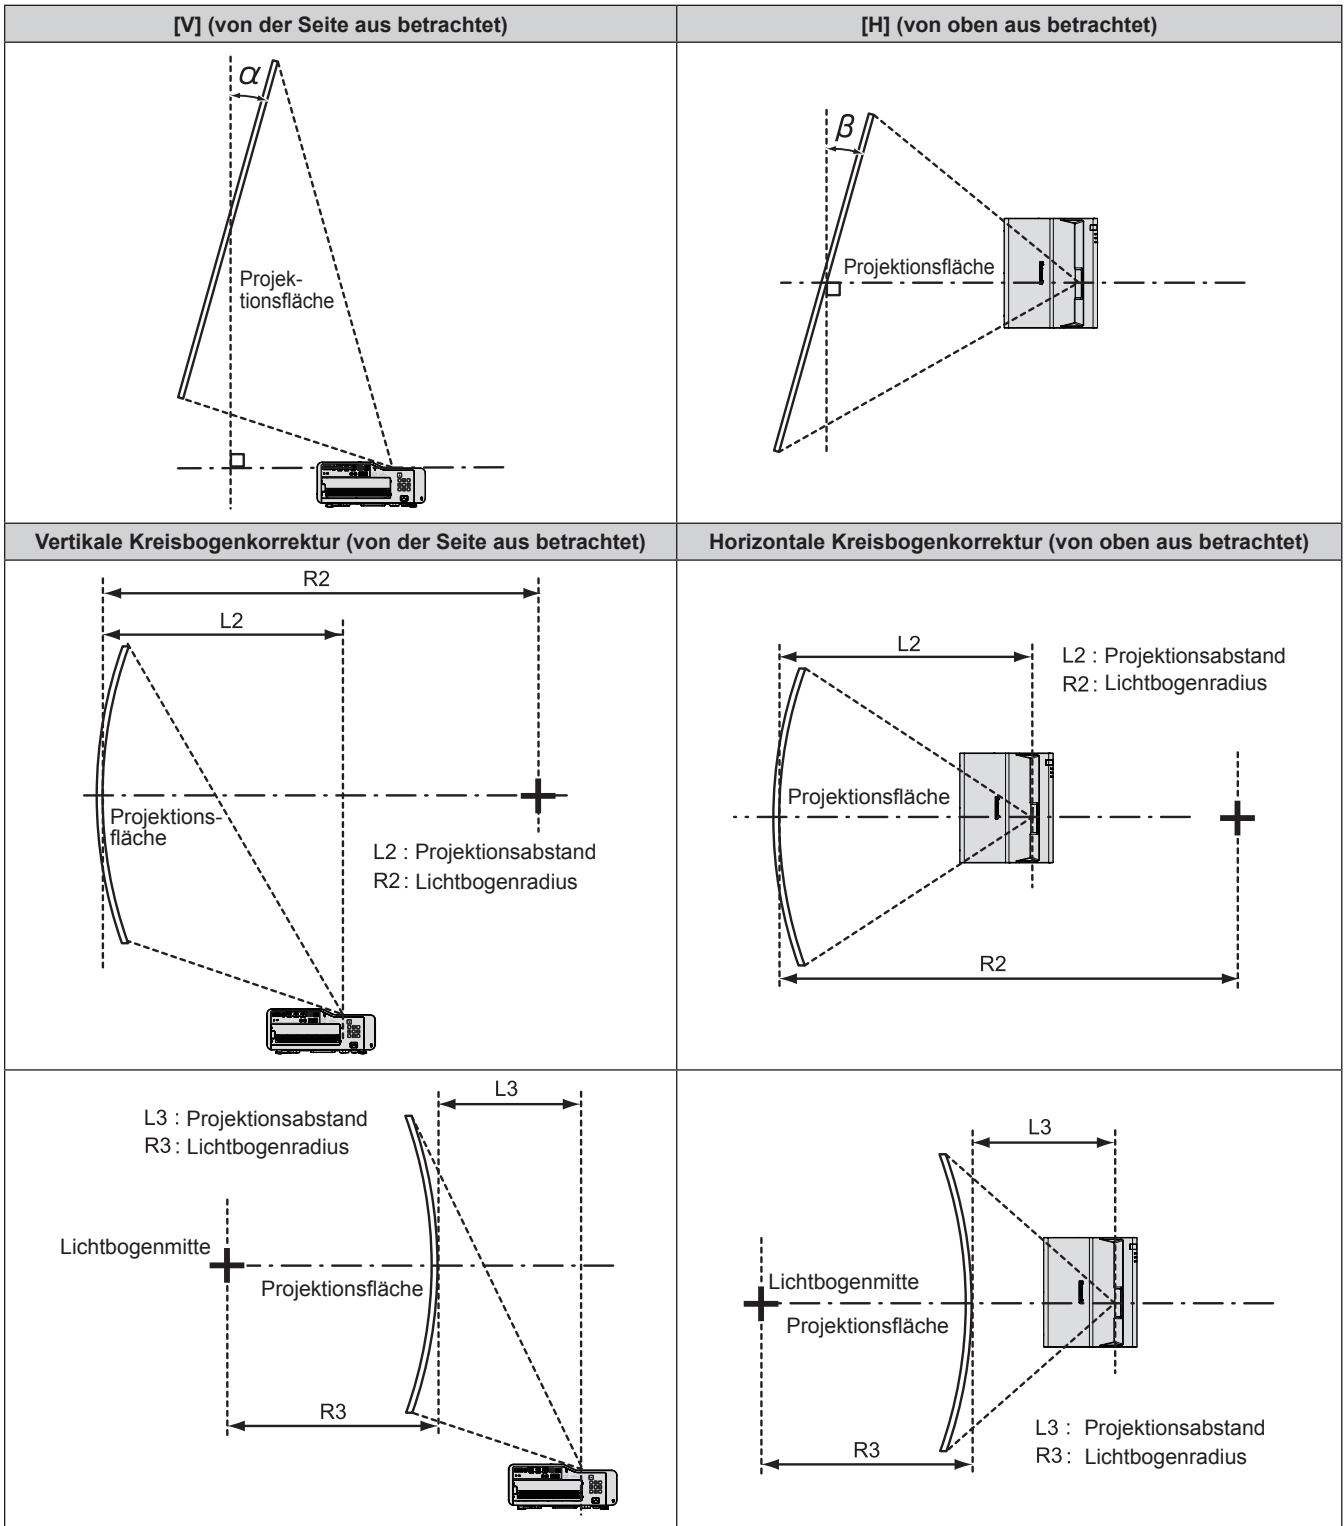 [V] (von der Seite aus betrachtet)
[H] (von oben aus betrachtet)
α
Projek-
tionsfläche
β
Projektionsfläche
Vertikale Kreisbogenkorrektur (von der Seite aus betrachtet)
Horizontale Kreisbogenkorrektur (von oben aus betrachtet)
R2
L2
Projektions-
fläche
L2 : Projektionsabstand
R2 : Lichtbogenradius
L2
L2 : Projektionsabstand
R2 : Lichtbogenradius
Projektionsfläche
R2
L3
L3 : Projektionsabstand
R3 : Lichtbogenradius
Lichtbogenmitte
Projektionsfläche
R3
L3
Lichtbogenmitte
Projektionsfläche
R3
L3 : Projektionsabstand
R3 : Lichtbogenradius